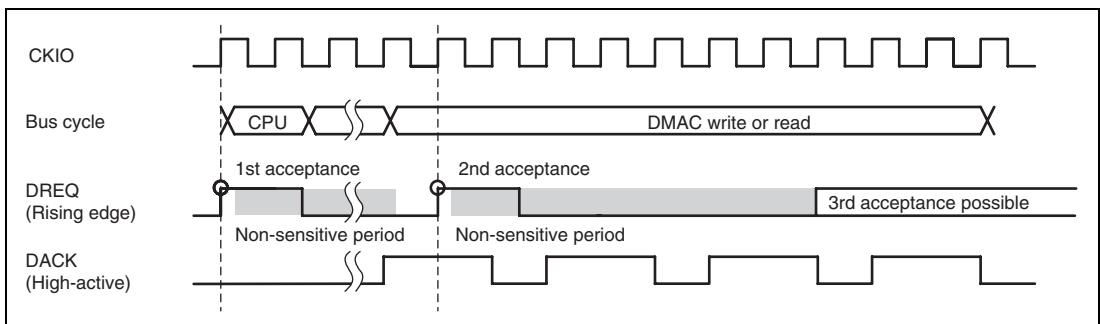 CKIO
Bus cycle
CPU
DMAC write or read
1st acceptance
2nd acceptance
DREQ
(Rising edge)
3rd acceptance possible
Non-sensitive period
Non-sensitive period
DACK
(High-active)